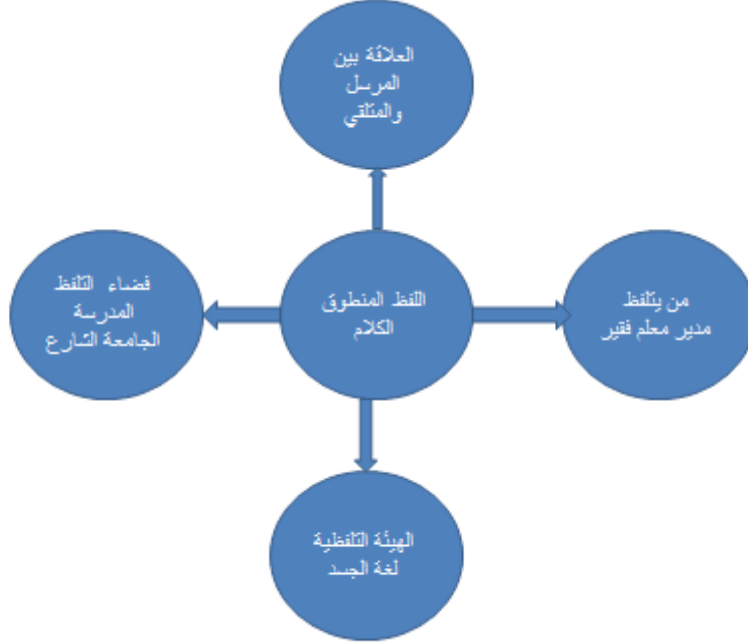 العلاقة بين
المرسل
والمتلقي
من يتلفظ
مدير معلم فقير
اللفظ المنطوق
الكلام
فضاء التلفظ
المدرسة
الجامعة الشارع
الهيئة التلفظية
لغة الجسد